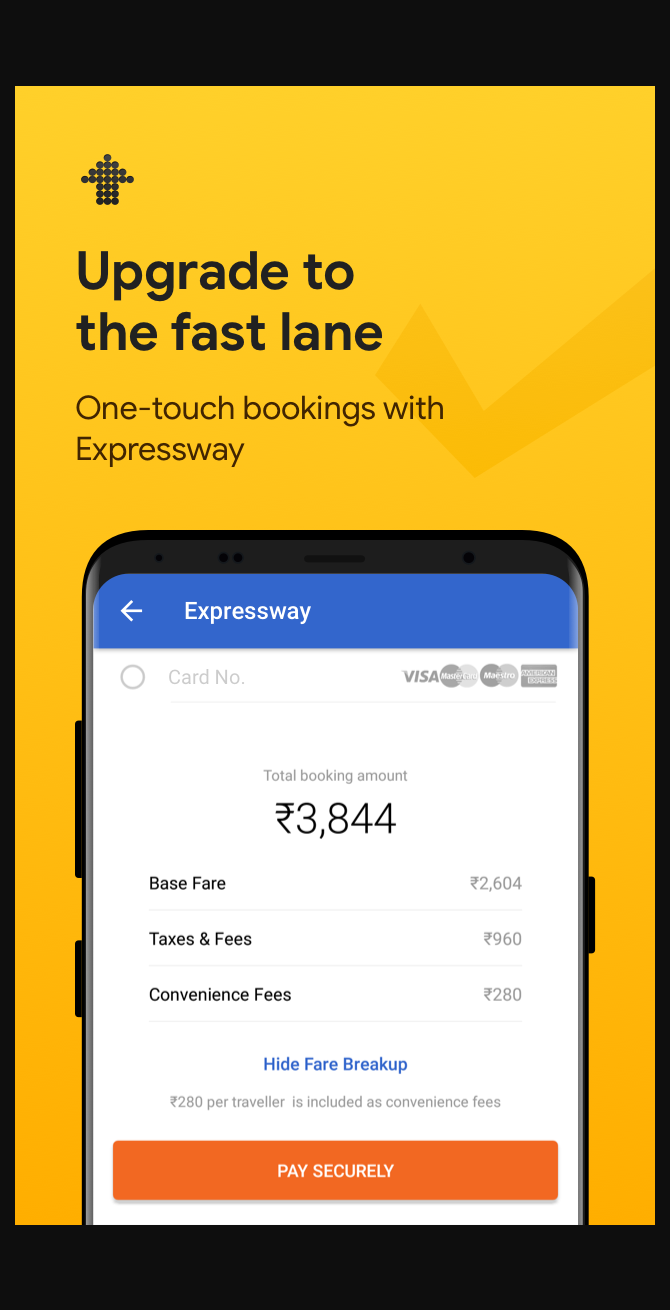 Upgrade to
the fast lane
One-touch bookings with
Expressway
Expressway
Card No. VISA MasterCard Maestro AMERICAN EXPRESS
Total booking amount
₹3,844
Base Fare ₹2,604
Taxes & Fees ₹960
Convenience Fees ₹280
Hide Fare Breakup
₹280 per traveller is included as convenience fees
PAY SECURELY